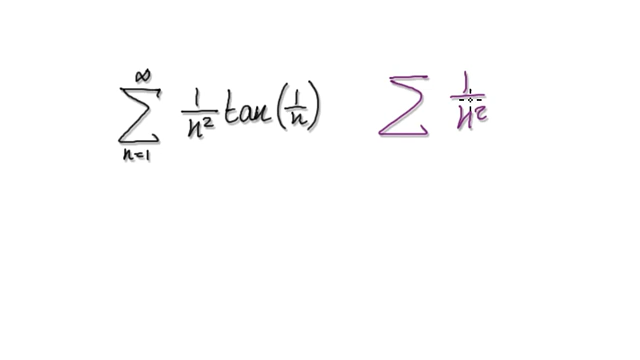 ∞
∑ 1/n² tan(1/n) ∑ 1/n²
n=1